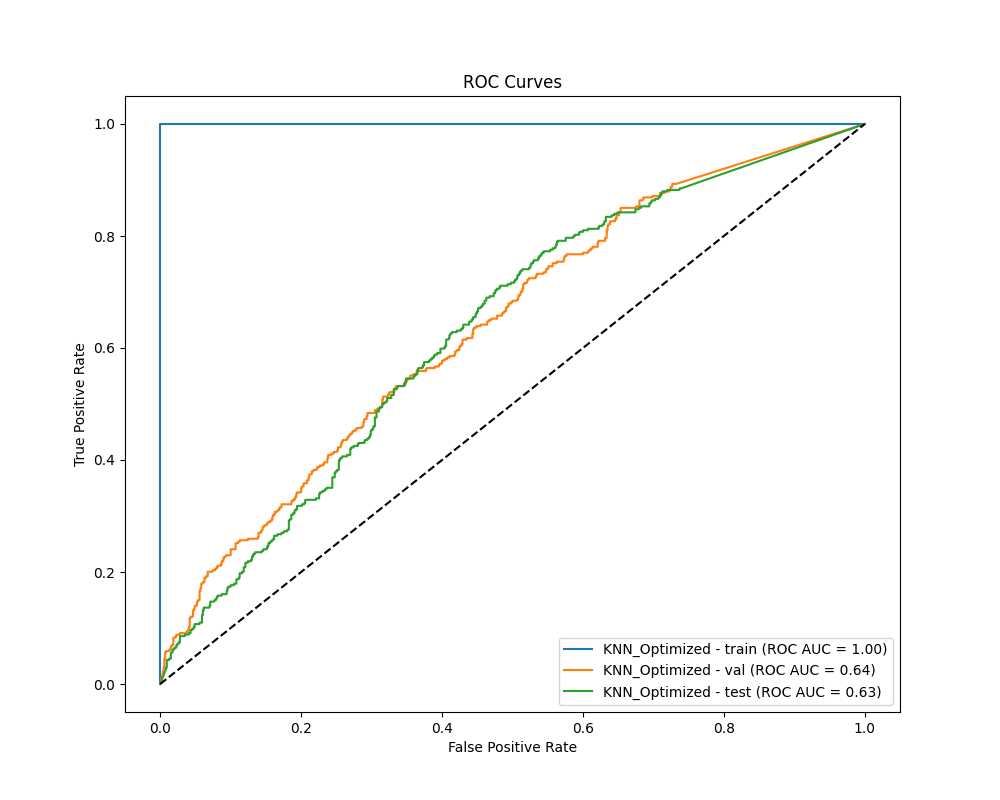 ROC Curves
True Positive Rate
1.0
0.8
0.6
0.4
0.2
0.0
0.0 0.2 0.4 0.6 0.8 1.0
False Positive Rate
KNN_Optimized - train (ROC AUC = 1.00)
KNN_Optimized - val (ROC AUC = 0.64)
KNN_Optimized - test (ROC AUC = 0.63)